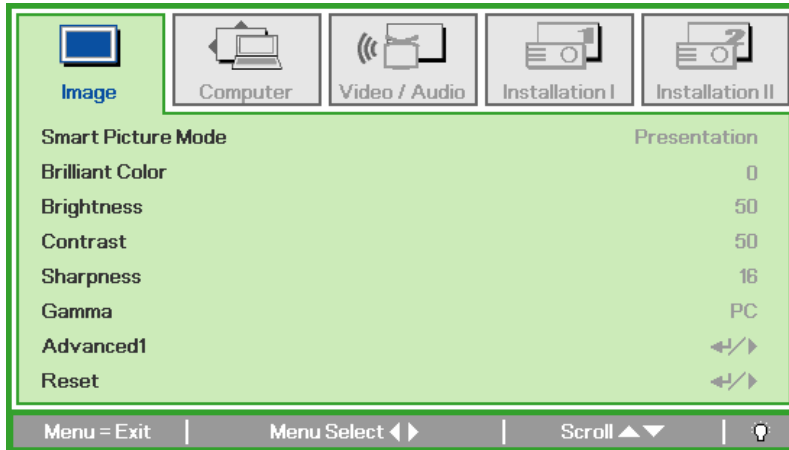 Image Computer Video / Audio Installation I Installation II
Smart Picture Mode Presentation
Brilliant Color 0
Brightness 50
Contrast 50
Sharpness 16
Gamma PC
Advanced1
Reset
Menu = Exit Menu Select Scroll